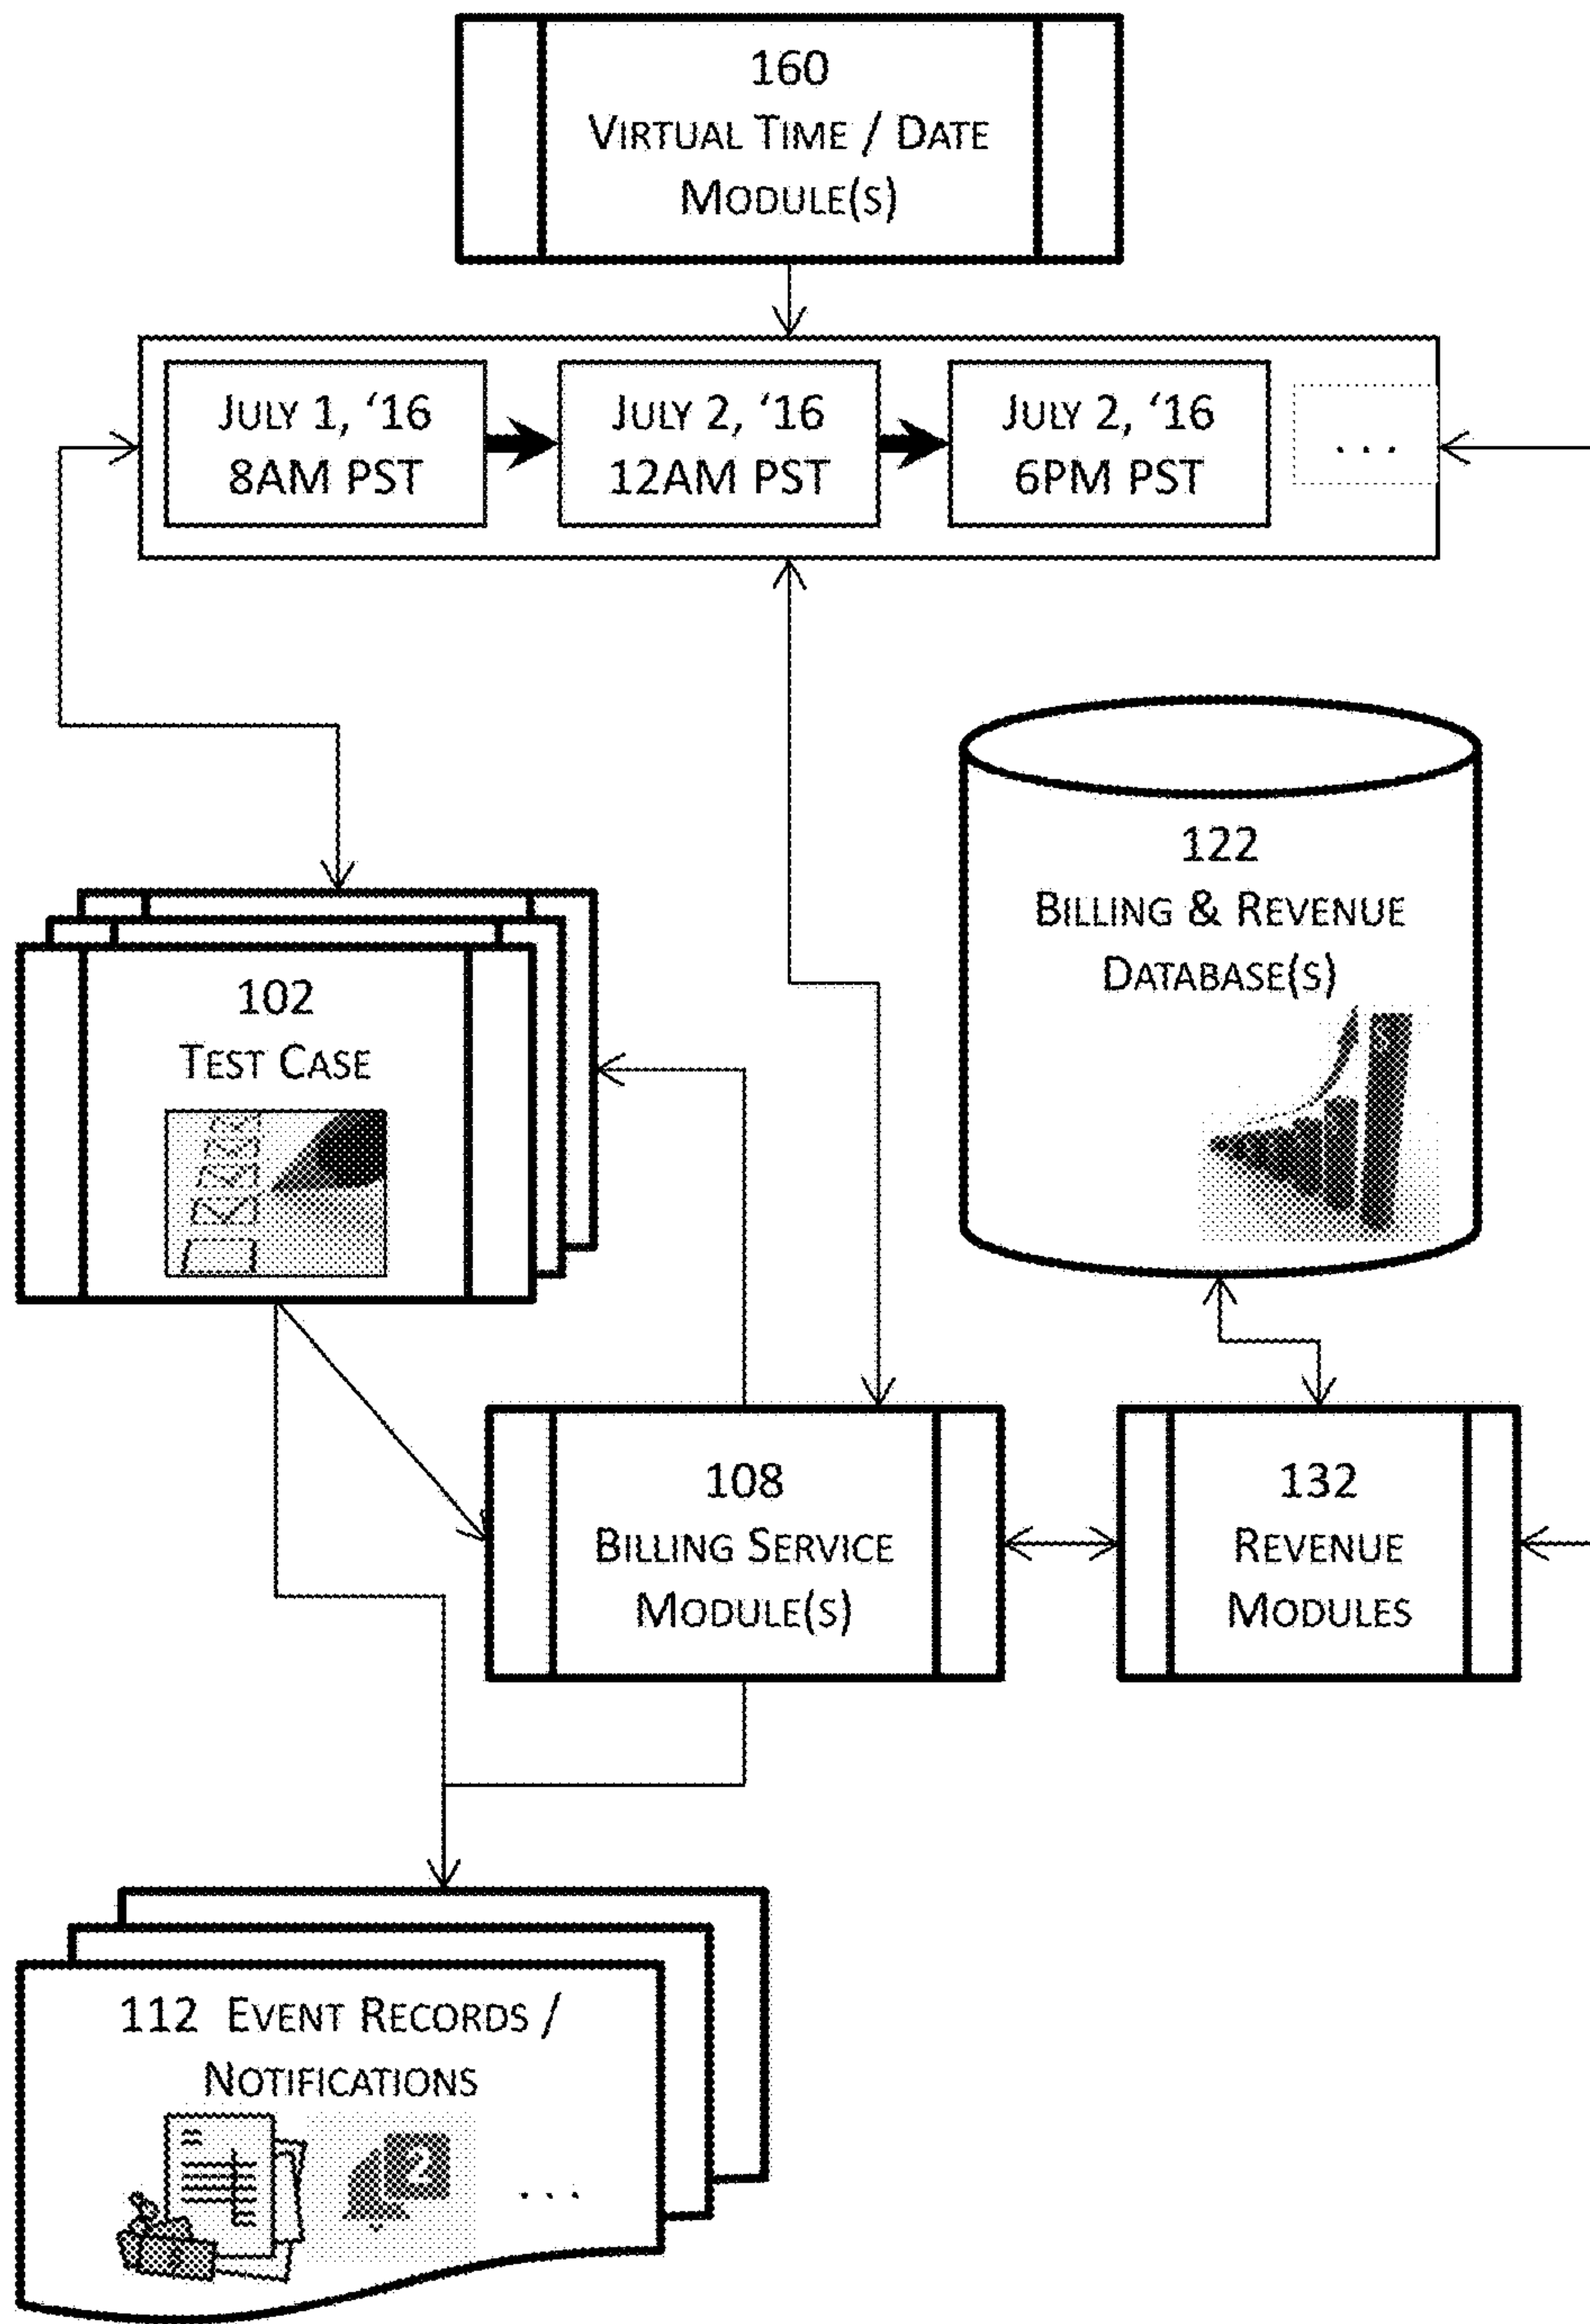 160
VIRTUAL TIME / DATE
MODULE(S)
JULY 1, ‘16
8AM PST
JULY 2, ‘16
12AM PST
JULY 2, ‘16
6PM PST
...
122
BILLING & REVENUE
DATABASE(S)
102
TEST CASE
108
BILLING SERVICE
MODULE(S)
132
REVENUE
MODULES
112 EVENT RECORDS /
NOTIFICATIONS
2
...